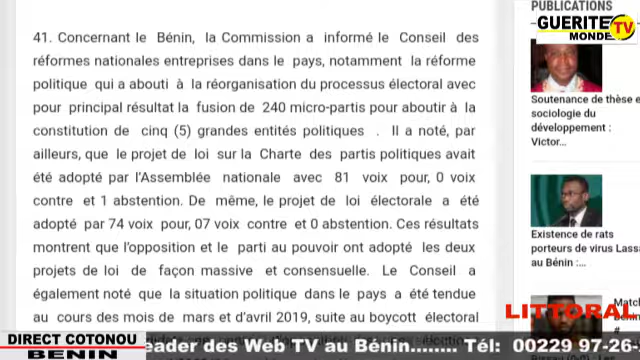 41. Concernant le Bénin, la Commission a informé le Conseil des
réformes nationales entreprises dans le pays, notamment la réforme
politique qui a abouti à la réorganisation du processus électoral avec
pour principal résultat la fusion de 240 micro-partis pour aboutir à la
constitution de cinq (5) grandes entités politiques . Il a noté, par
ailleurs, que le projet de loi sur la Charte des partis politiques avait
été adopté par l'Assemblée nationale avec 81 voix pour, 0 voix
contre et 1 abstention. De même, le projet de loi électorale a été
adopté par 74 voix pour, 07 voix contre et 0 abstention. Ces résultats
montrent que l'opposition et le parti au pouvoir ont adopté les deux
projets de loi de façon massive et consensuelle. Le Conseil a
également noté que la situation politique dans le pays a été tendue
au cours des mois de mars et d'avril 2019, suite au boycott électoral
PUBLICATIONS
GUERITE
MONDE
TV
Soutenance de thèse e
sociologie du
développement :
Victor...
Existence de rats
porteurs de virus Lass
au Bénin :...
Match
Bénin
#
LITTORAL
DIRECT COTONOU
BENIN
eader des Web TV au Bénin........ Tél: 00229 97-26-